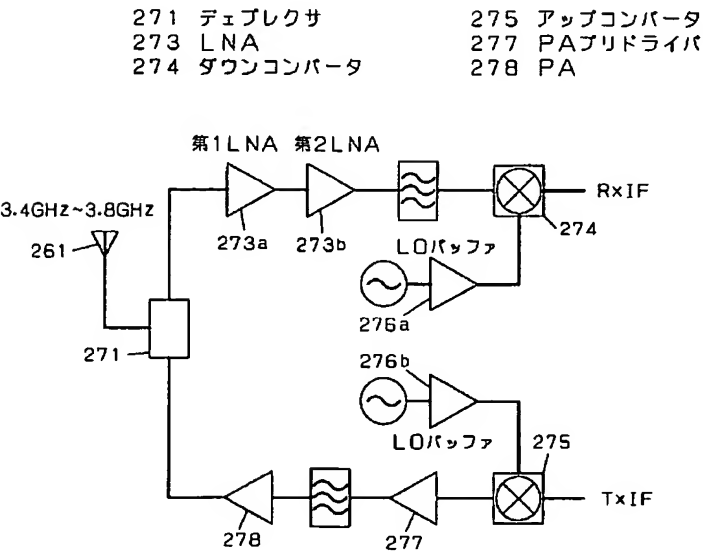 271 デェプレクサ
273 LNA
274 ダウンコンバータ
275 アップコンバータ
277 PAプリドライバ
278 PA
第1LNA 第2LNA
3.4GHz~3.8GHz
RxIF
261
273a
273b
274
LOバッファ
276a
271
276b
LOバッファ
275
TxIF
278
277